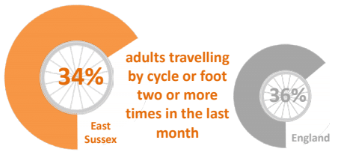 34%
East
Sussex
adults travelling
by cycle or foot
two or more
times in the last
month
36%
England